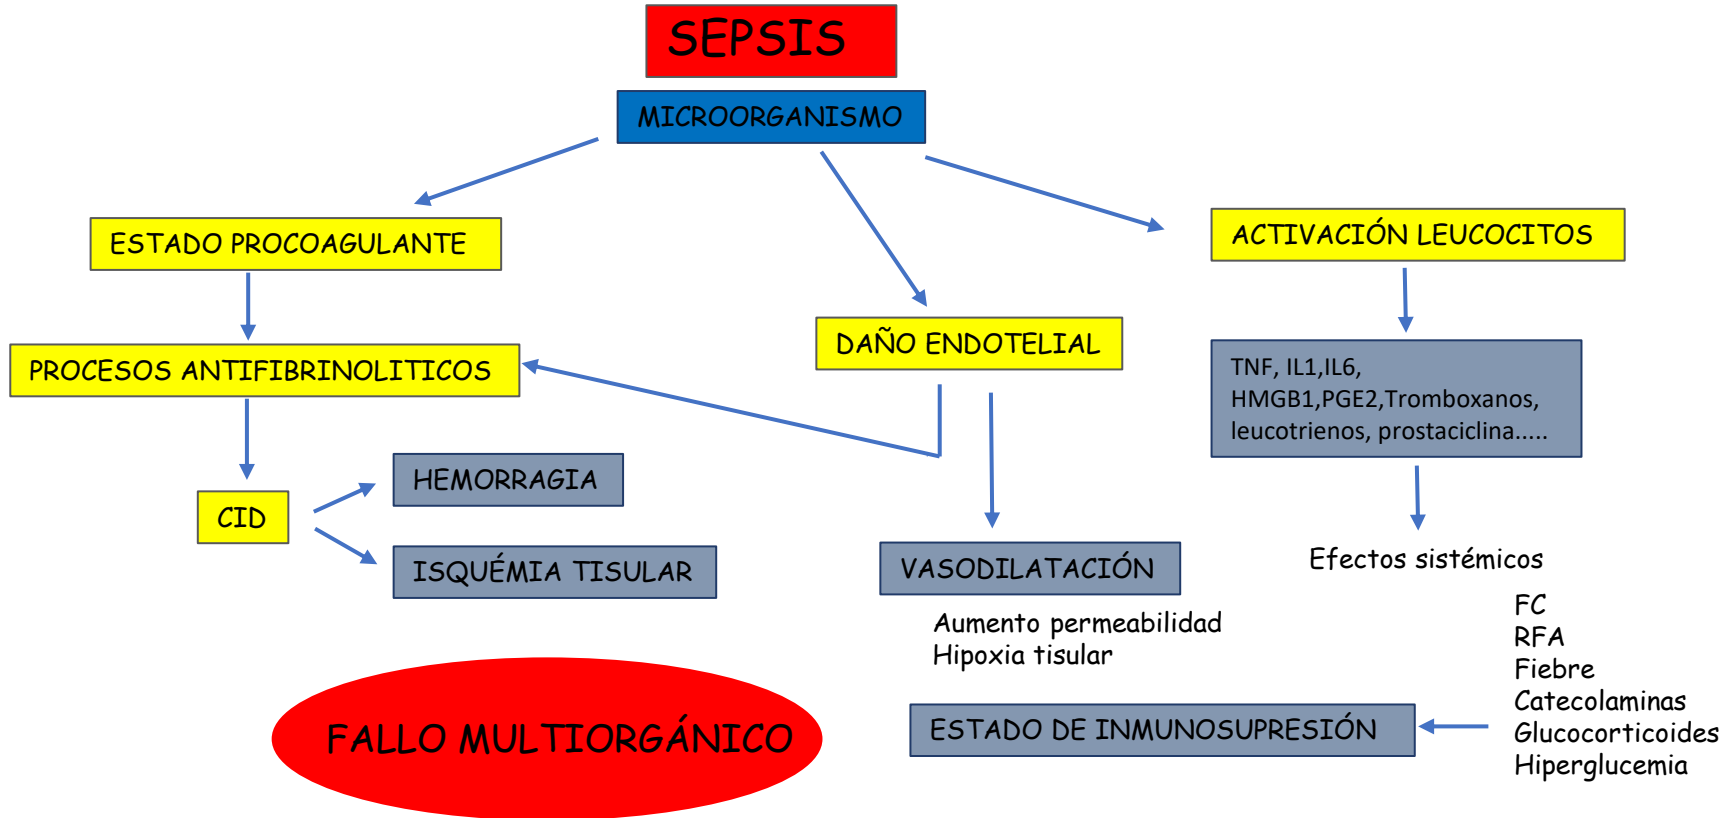 SEPSIS
MICROORGANISMO
ESTADO PROCOAGULANTE
ACTIVACIÓN LEUCOCITOS
PROCESOS ANTIFIBRINOLITICOS
DAÑO ENDOTELIAL
TNF, IL1,IL6,
HMGB1,PGE2,Tromboxanos,
leucotrienos, prostaciclina.....
HEMORRAGIA
CID
ISQUÉMIA TISULAR
VASODILATACIÓN
Aumento permeabilidad
Hipoxia tisular
Efectos sistémicos
FC
RFA
Fiebre
Catecolaminas
Glucocorticoides
Hiperglucemia
ESTADO DE INMUNOSUPRESIÓN
FALLO MULTIORGÁNICO